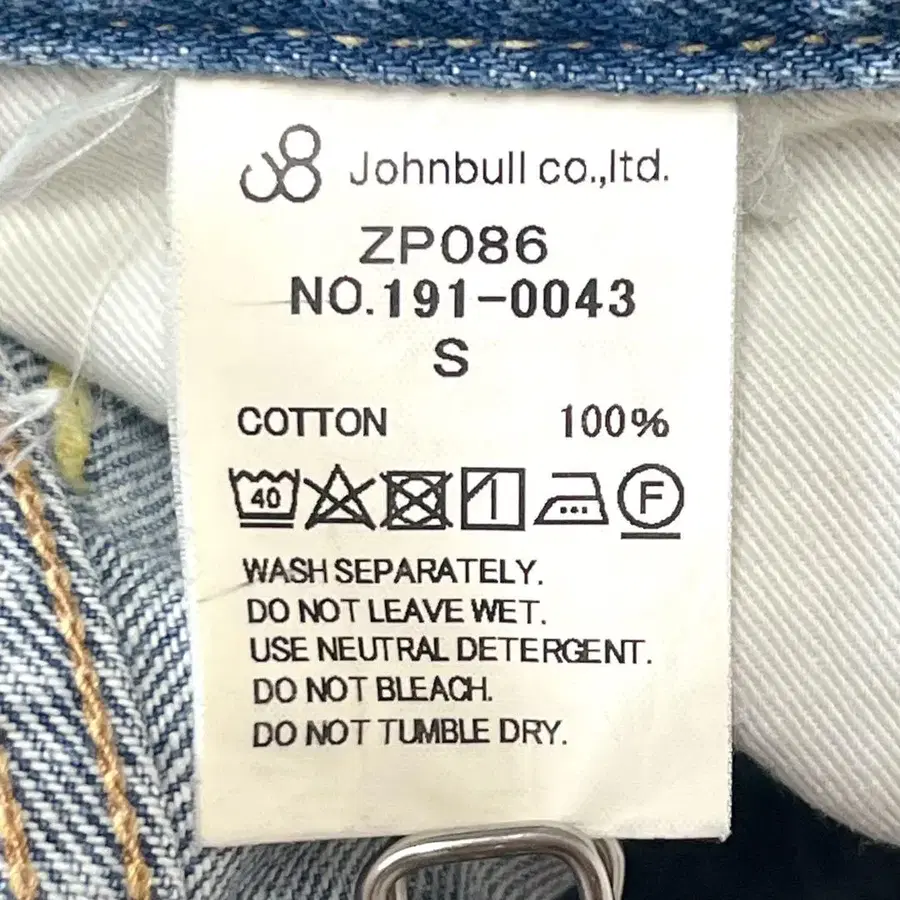 Johnbull co.,ltd.
ZP086
NO.191-0043
S
COTTON 100%
40 F
WASH SEPARATELY.
DO NOT LEAVE WET.
USE NEUTRAL DETERGENT.
DO NOT BLEACH.
DO NOT TUMBLE DRY.